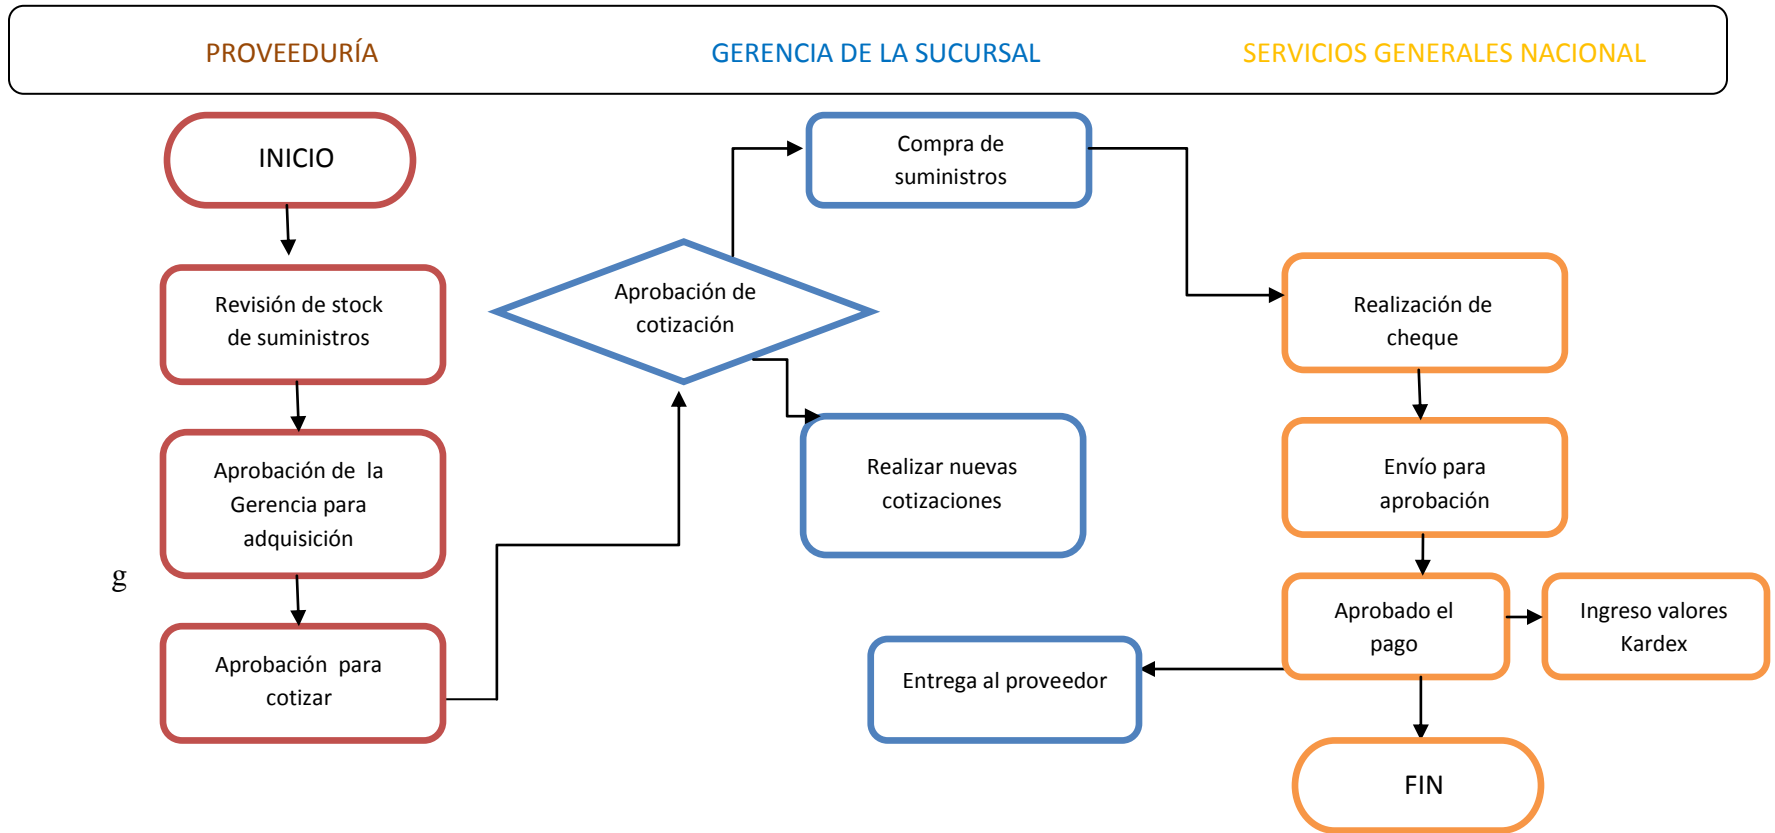 PROVEEDURÍA
GERENCIA DE LA SUCURSAL
SERVICIOS GENERALES NACIONAL
INICIO
Revisión de stock
de suministros
Aprobación de la
Gerencia para
adquisición
g
Aprobación para
cotizar
Aprobación de
cotización
Compra de
suministros
Realizar nuevas
cotizaciones
Entrega al proveedor
Realización de
cheque
Envío para
aprobación
Aprobado el
pago
Ingreso valores
Kardex
FIN